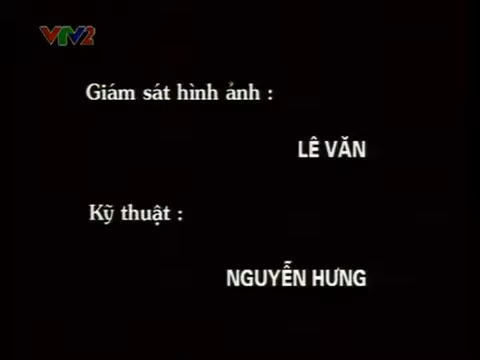 VTV2
Giám sát hình ảnh :
LÊ VĂN
Kỹ thuật :
NGUYỄN HƯNG